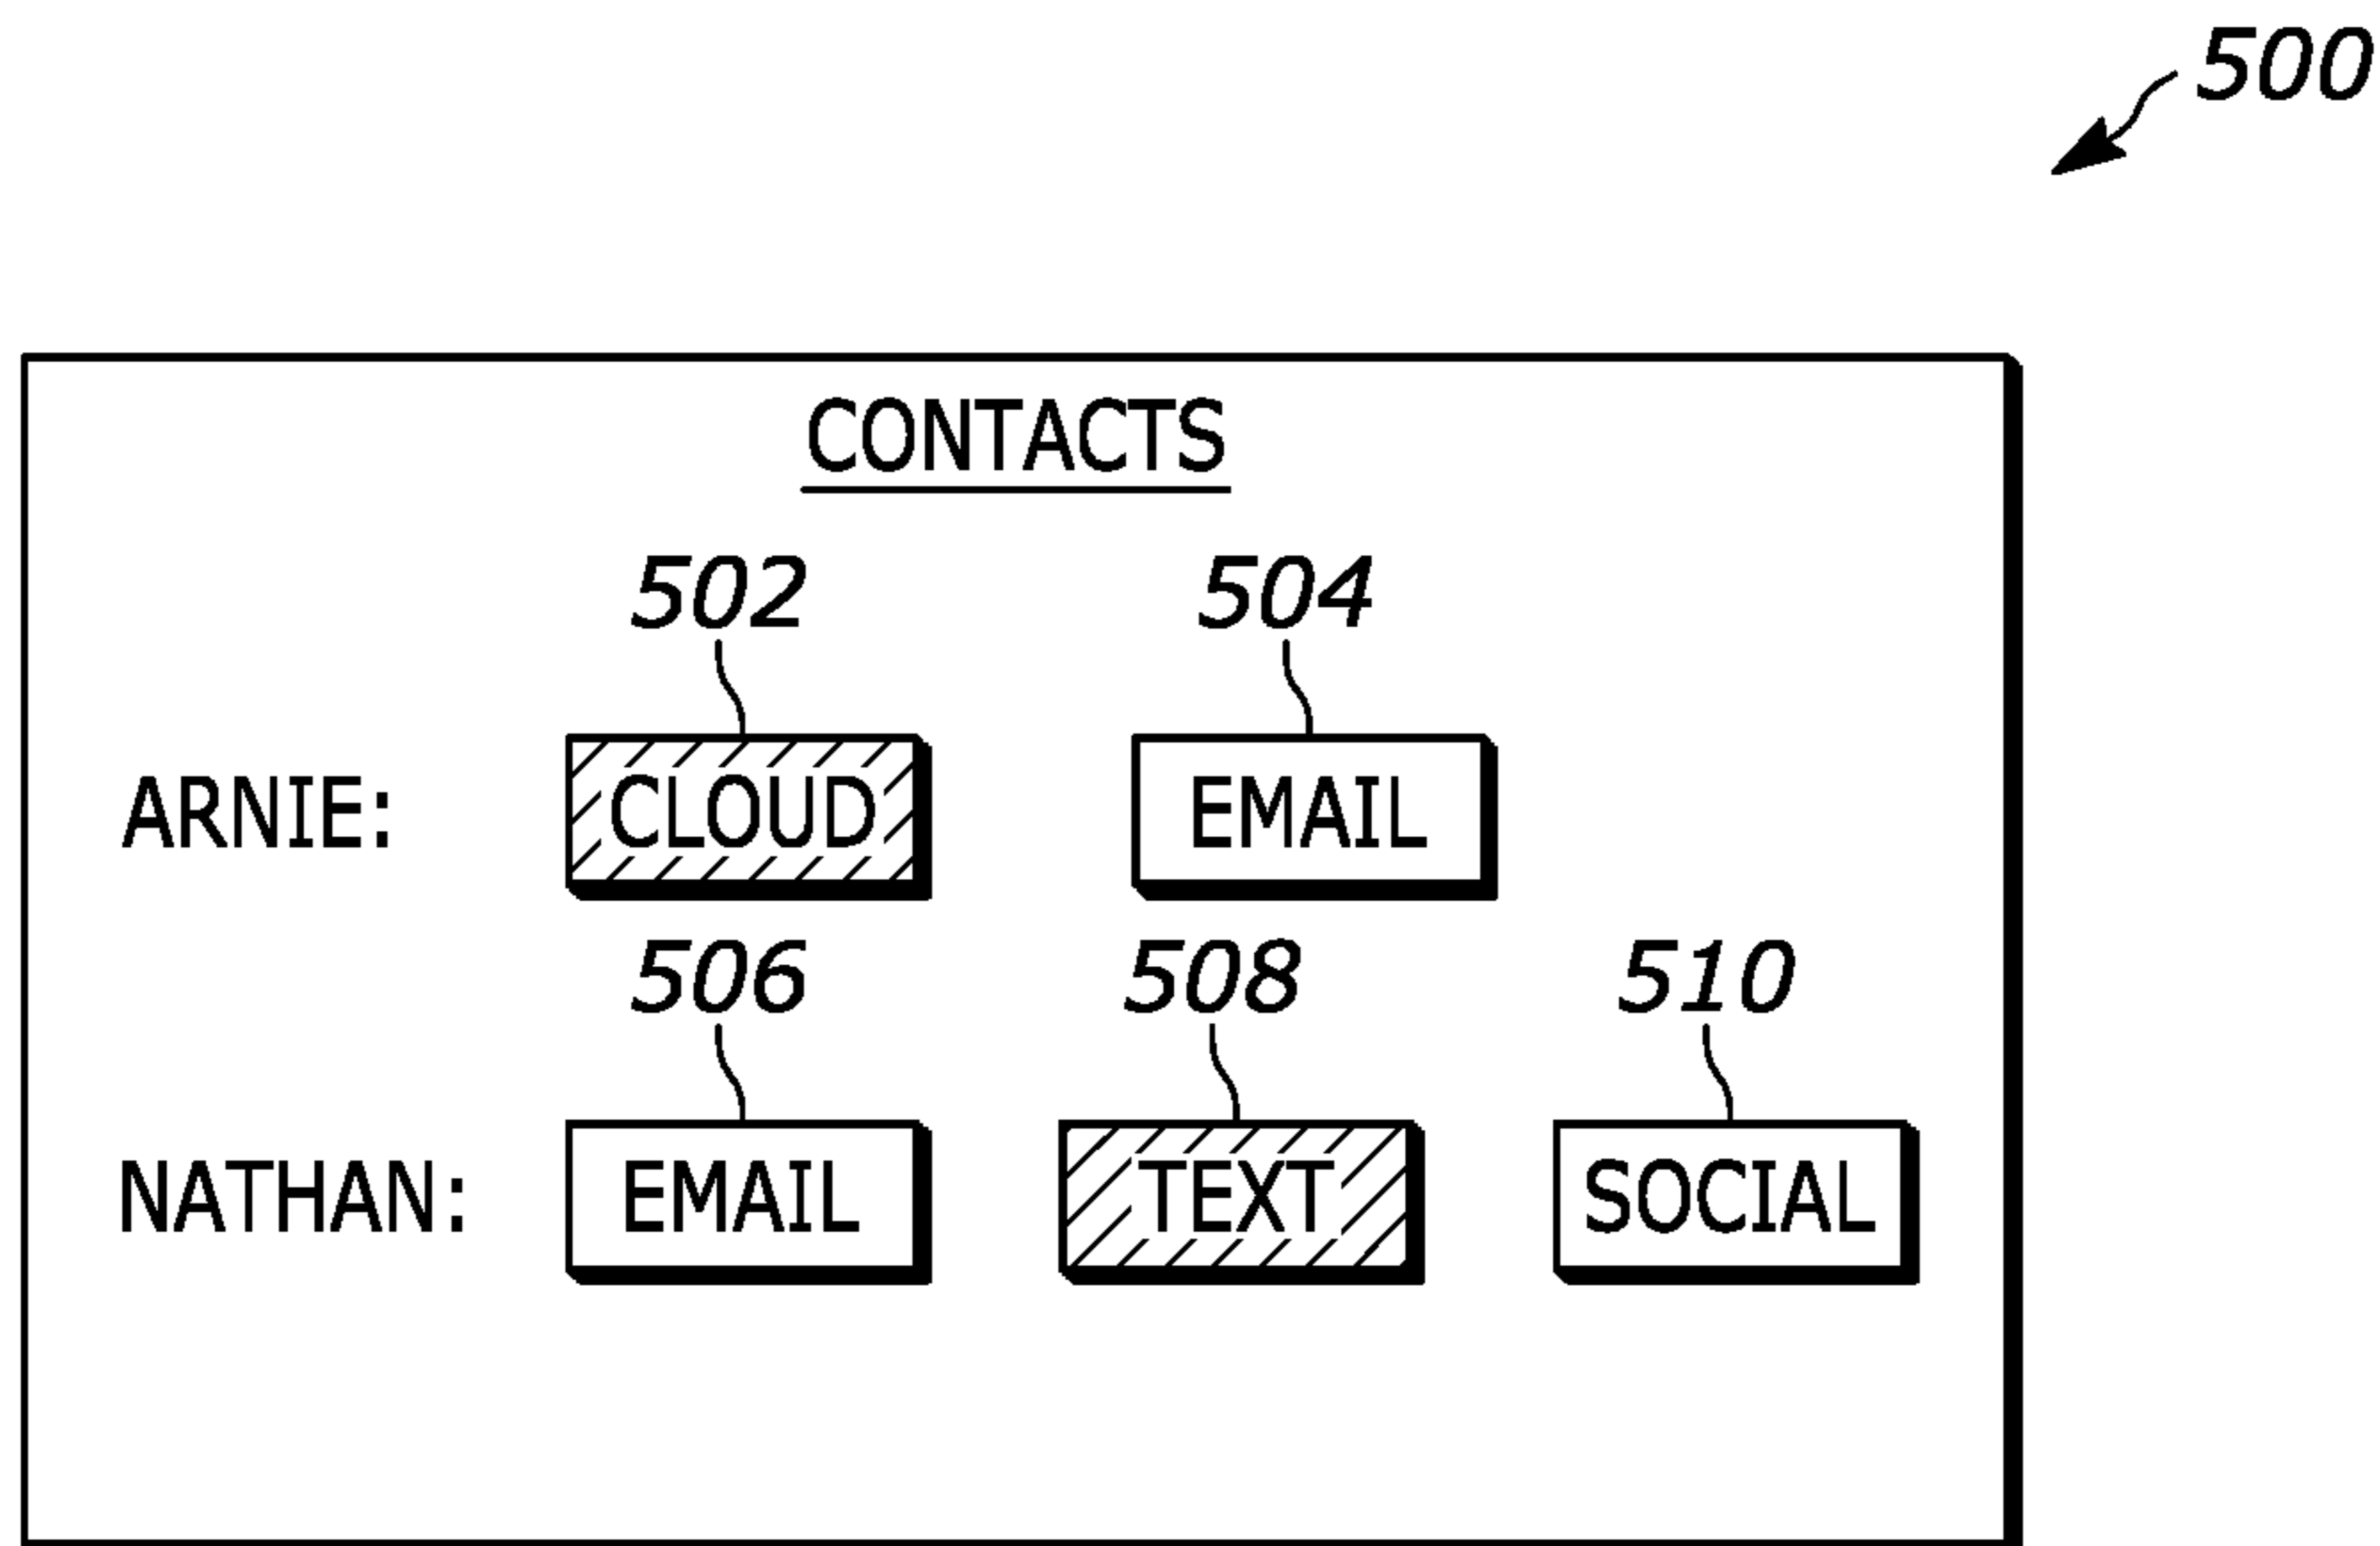 500
CONTACTS
502 504
ARNIE: CLOUD EMAIL
506 508 510
NATHAN: EMAIL TEXT SOCIAL